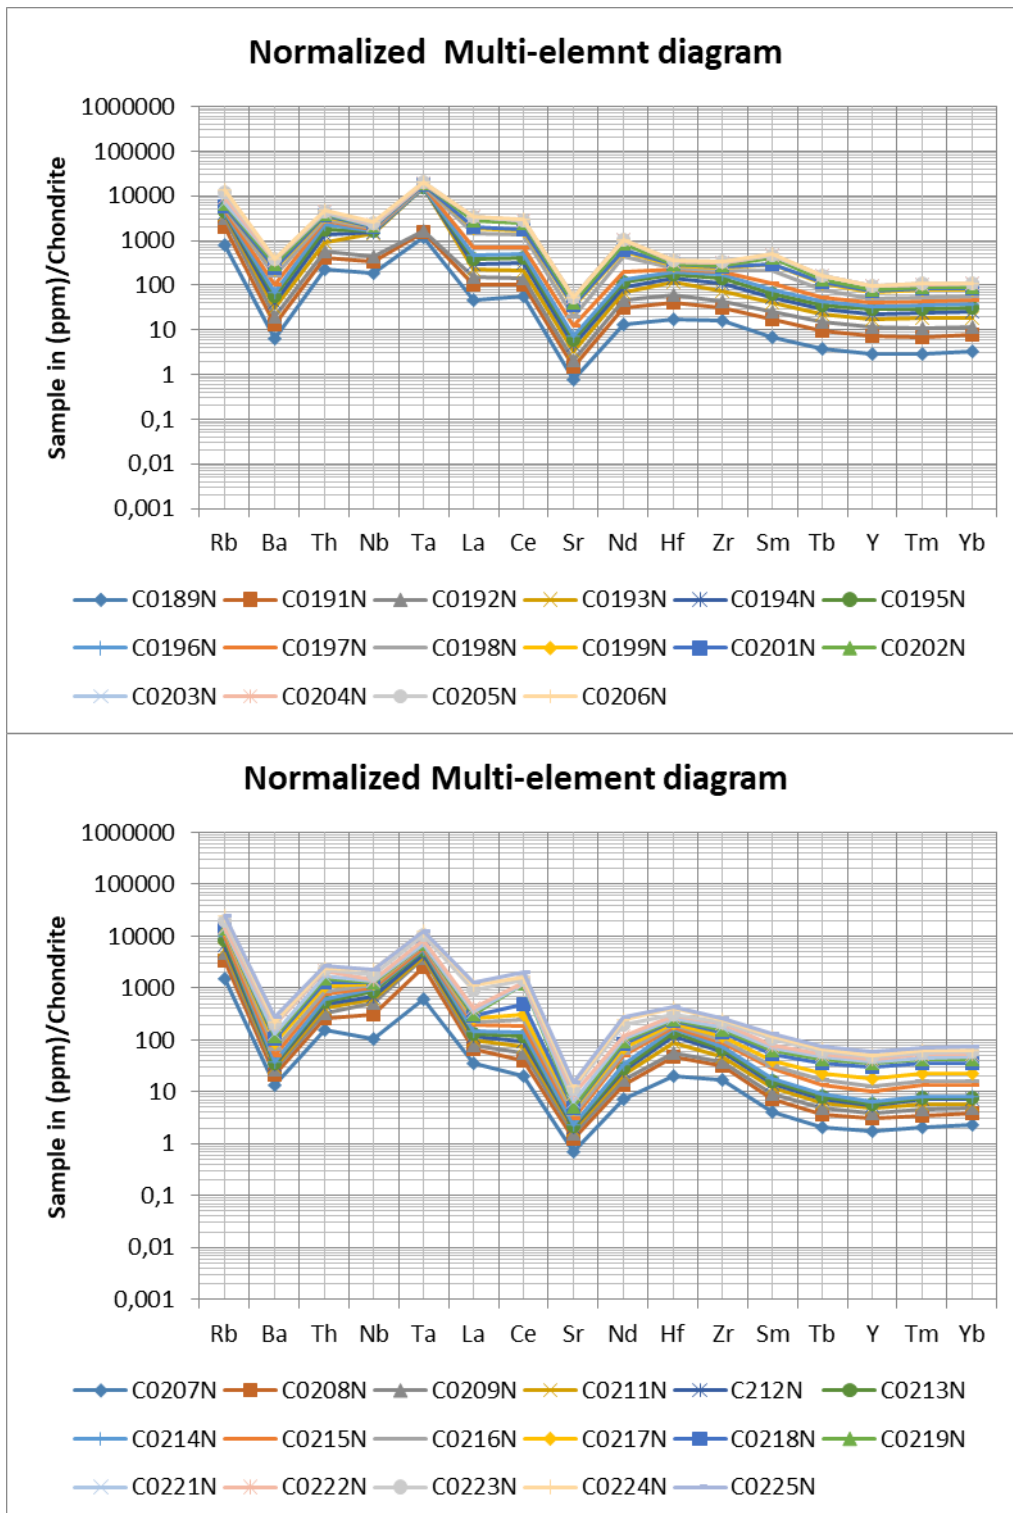 Normalized Multi-elemnt diagram
Sample in (ppm)/Chondrite
1000000
100000
10000
1000
100
10
1
0,1
0,01
0,001
Rb Ba Th Nb Ta La Ce Sr Nd Hf Zr Sm Tb Y Tm Yb
C0189N C0191N C0192N C0193N C0194N C0195N
C0196N C0197N C0198N C0199N C0201N C0202N
C0203N C0204N C0205N C0206N
Normalized Multi-element diagram
Sample in (ppm)/Chondrite
1000000
100000
10000
1000
100
10
1
0,1
0,01
0,001
Rb Ba Th Nb Ta La Ce Sr Nd Hf Zr Sm Tb Y Tm Yb
C0207N C0208N C0209N C0211N C212N C0213N
C0214N C0215N C0216N C0217N C0218N C0219N
C0221N C0222N C0223N C0224N C0225N